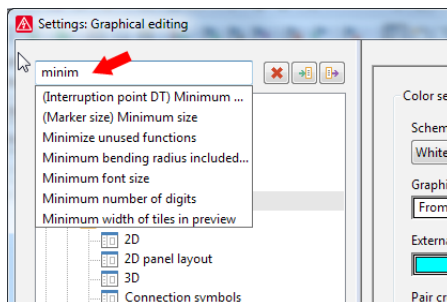 Settings: Graphical editing
minim
(Interruption point DT) Minimum ...
(Marker size) Minimum size
Minimize unused functions
Minimum bending radius included...
Minimum font size
Minimum number of digits
Minimum width of tiles in preview
2D
2D panel layout
3D
Connection symbols
Color se
Schem
White
Graphi
From
Externa
Pair cr